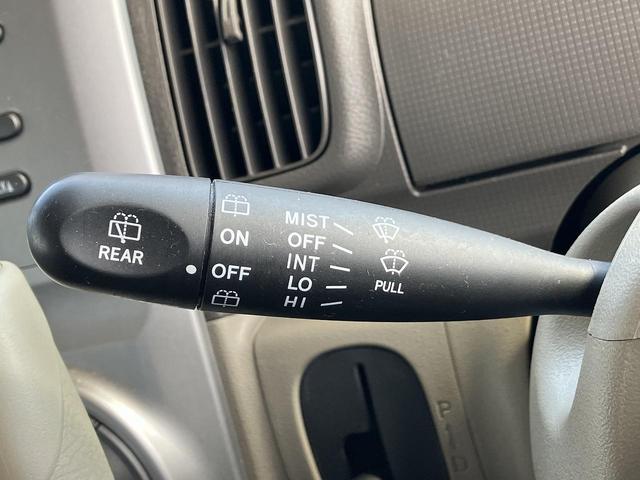 REAR
ON
OFF
MIST
OFF
INT
LO
HI
PULL
P